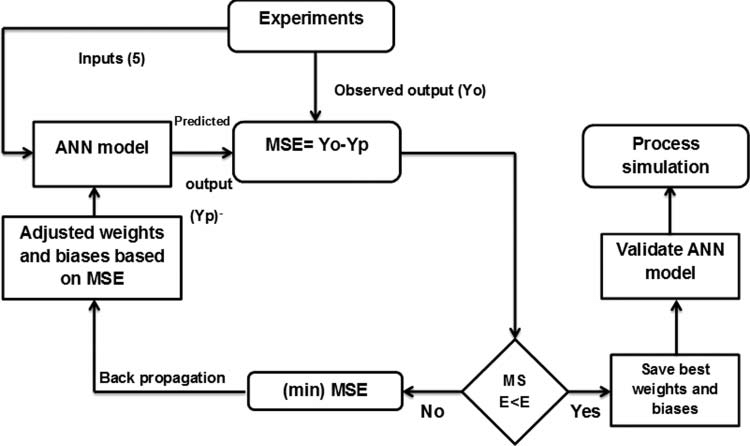 Experiments
Inputs (5)
Observed output (Yo)
Predicted
ANN model
MSE= Yo-Yp
output
(Yp)-
Adjusted weights
and biases based
on MSE
Process
simulation
Validate ANN
model
Back propagation
(min) MSE
No
MS
E<E
Yes
Save best
weights and
biases